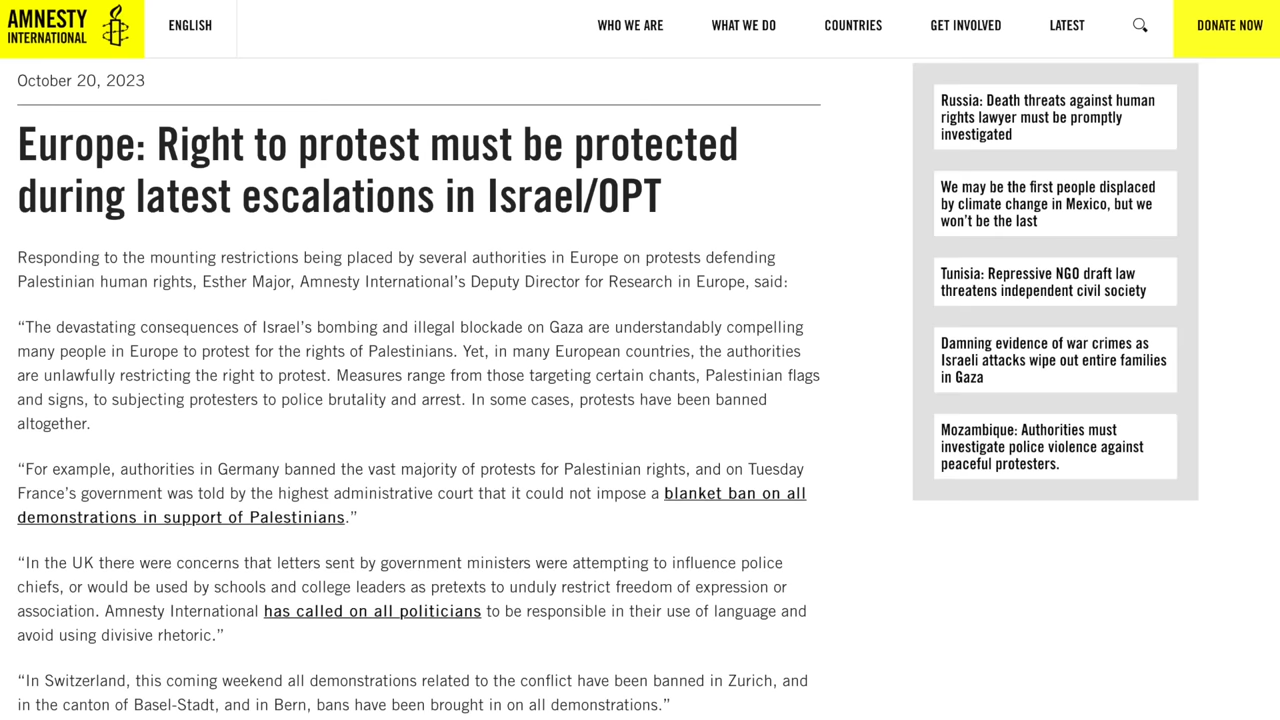 AMNESTY
INTERNATIONAL
ENGLISH
WHO WE ARE
WHAT WE DO
COUNTRIES
GET INVOLVED
LATEST
DONATE NOW
October 20, 2023
Europe: Right to protest must be protected
during latest escalations in Israel/OPT
Responding to the mounting restrictions being placed by several authorities in Europe on protests defending
Palestinian human rights, Esther Major, Amnesty International’s Deputy Director for Research in Europe, said:
“The devastating consequences of Israel’s bombing and illegal blockade on Gaza are understandably compelling
many people in Europe to protest for the rights of Palestinians. Yet, in many European countries, the authorities
are unlawfully restricting the right to protest. Measures range from those targeting certain chants, Palestinian flags
and signs, to subjecting protesters to police brutality and arrest. In some cases, protests have been banned
altogether.
“For example, authorities in Germany banned the vast majority of protests for Palestinian rights, and on Tuesday
France’s government was told by the highest administrative court that it could not impose a blanket ban on all
demonstrations in support of Palestinians.”
“In the UK there were concerns that letters sent by government ministers were attempting to influence police
chiefs, or would be used by schools and college leaders as pretexts to unduly restrict freedom of expression or
association. Amnesty International has called on all politicians to be responsible in their use of language and
avoid using divisive rhetoric.”
“In Switzerland, this coming weekend all demonstrations related to the conflict have been banned in Zurich, and
in the canton of Basel-Stadt, and in Bern, bans have been brought in on all demonstrations.”
Russia: Death threats against human
rights lawyer must be promptly
investigated
We may be the first people displaced
by climate change in Mexico, but we
won’t be the last
Tunisia: Repressive NGO draft law
threatens independent civil society
Damning evidence of war crimes as
Israeli attacks wipe out entire families
in Gaza
Mozambique: Authorities must
investigate police violence against
peaceful protesters.